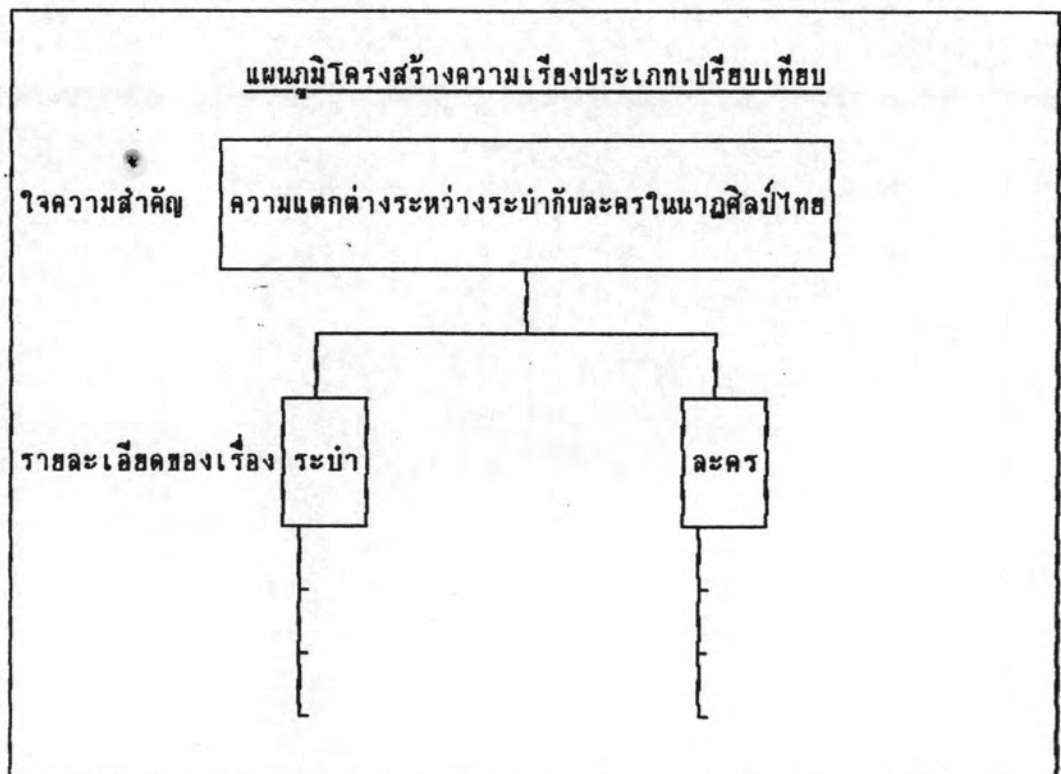 แผนภูมิโครงสร้างความเรียงประเภทเปรียบเทียบ
ใจความสำคัญ ความแตกต่างระหว่างระบำกับละครในนาฏศิลป์ไทย
รายละเอียดของเรื่อง ระบำ ละคร